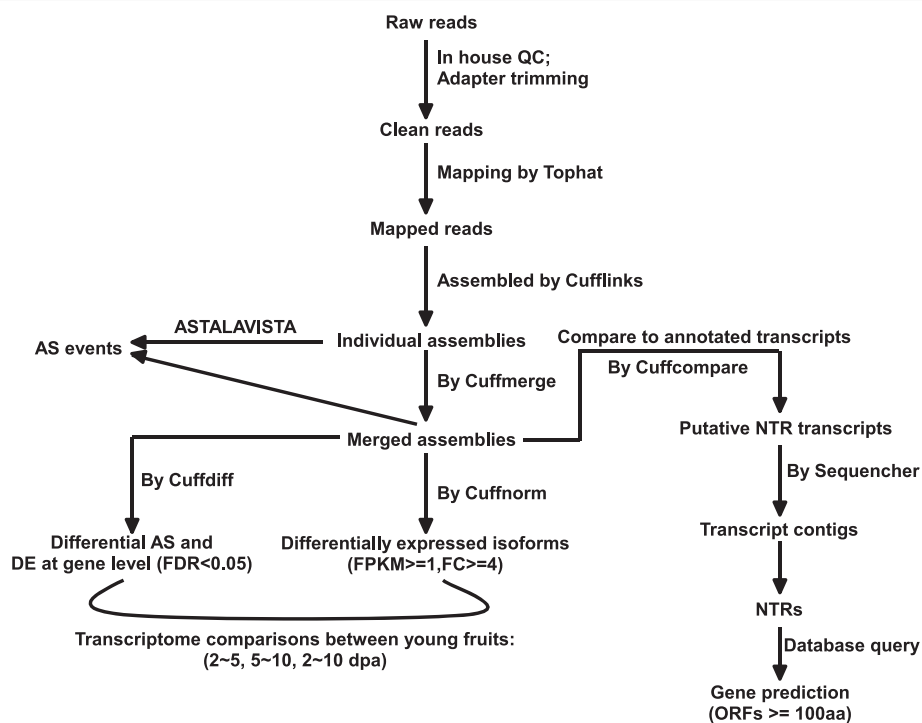 Raw reads
In house QC;
Adapter trimming
Clean reads
Mapping by Tophat
Mapped reads
Assembled by Cufflinks
ASTALAVISTA
AS events
Individual assemblies
Compare to annotated transcripts
By Cuffcompare
By Cuffmerge
Merged assemblies
Putative NTR transcripts
By Cuffdiff
By Cuffnorm
By Sequencher
Differential AS and
DE at gene level (FDR<0.05)
Differentially expressed isoforms
(FPKM>=1,FC>=4)
Transcript contigs
NTRs
Transcriptome comparisons between young fruits:
(2~5, 5~10, 2~10 dpa)
Database query
Gene prediction
(ORFs >= 100aa)